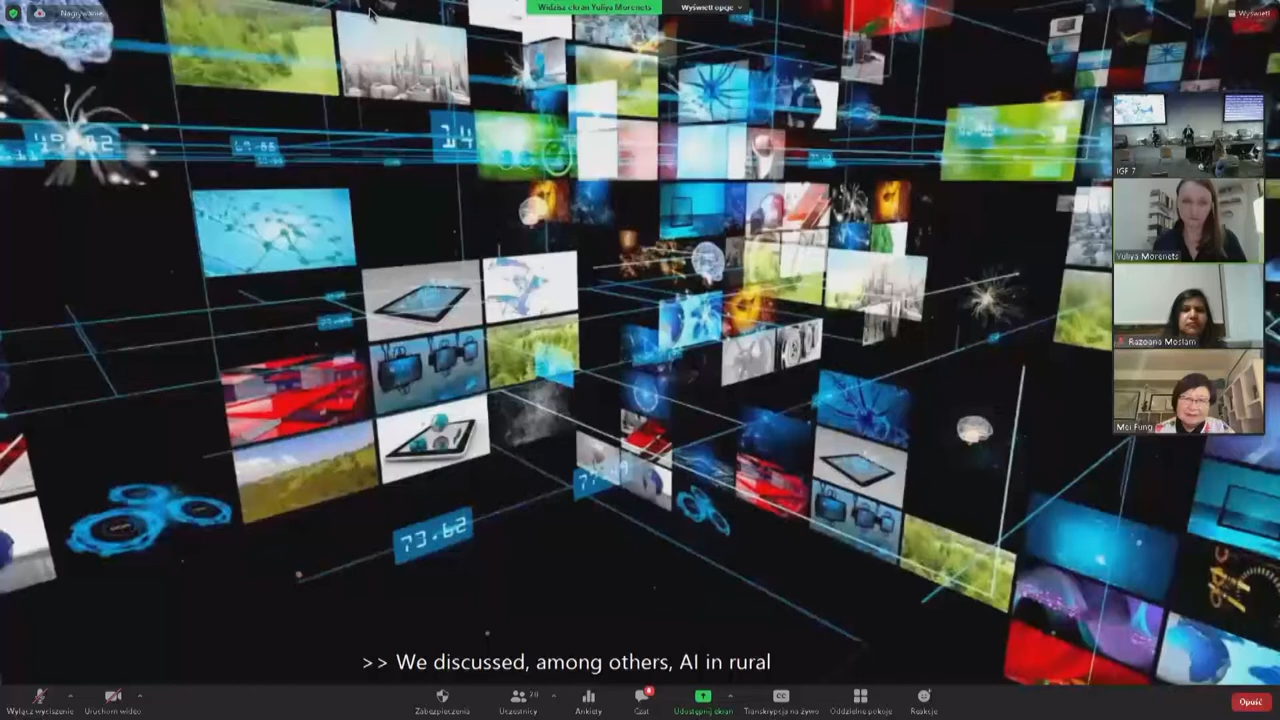 Nagrywanie
Widzisz ekran Yuliya Morenets
Wyświetl opcje
Wyświetl
IGF 7
Yuliya Morenets
Razoana Moslam
Mei Fung
14
73.62
>> We discussed, among others, AI in rural
Wyłącz wyciszenie
Uruchom wideo
Zabezpieczenia
Uczestnicy
Ankiety
Czat
Udostępnij ekran
Transkrypcja na żywo
Oddzielne pokoje
Reakcje
Opuść